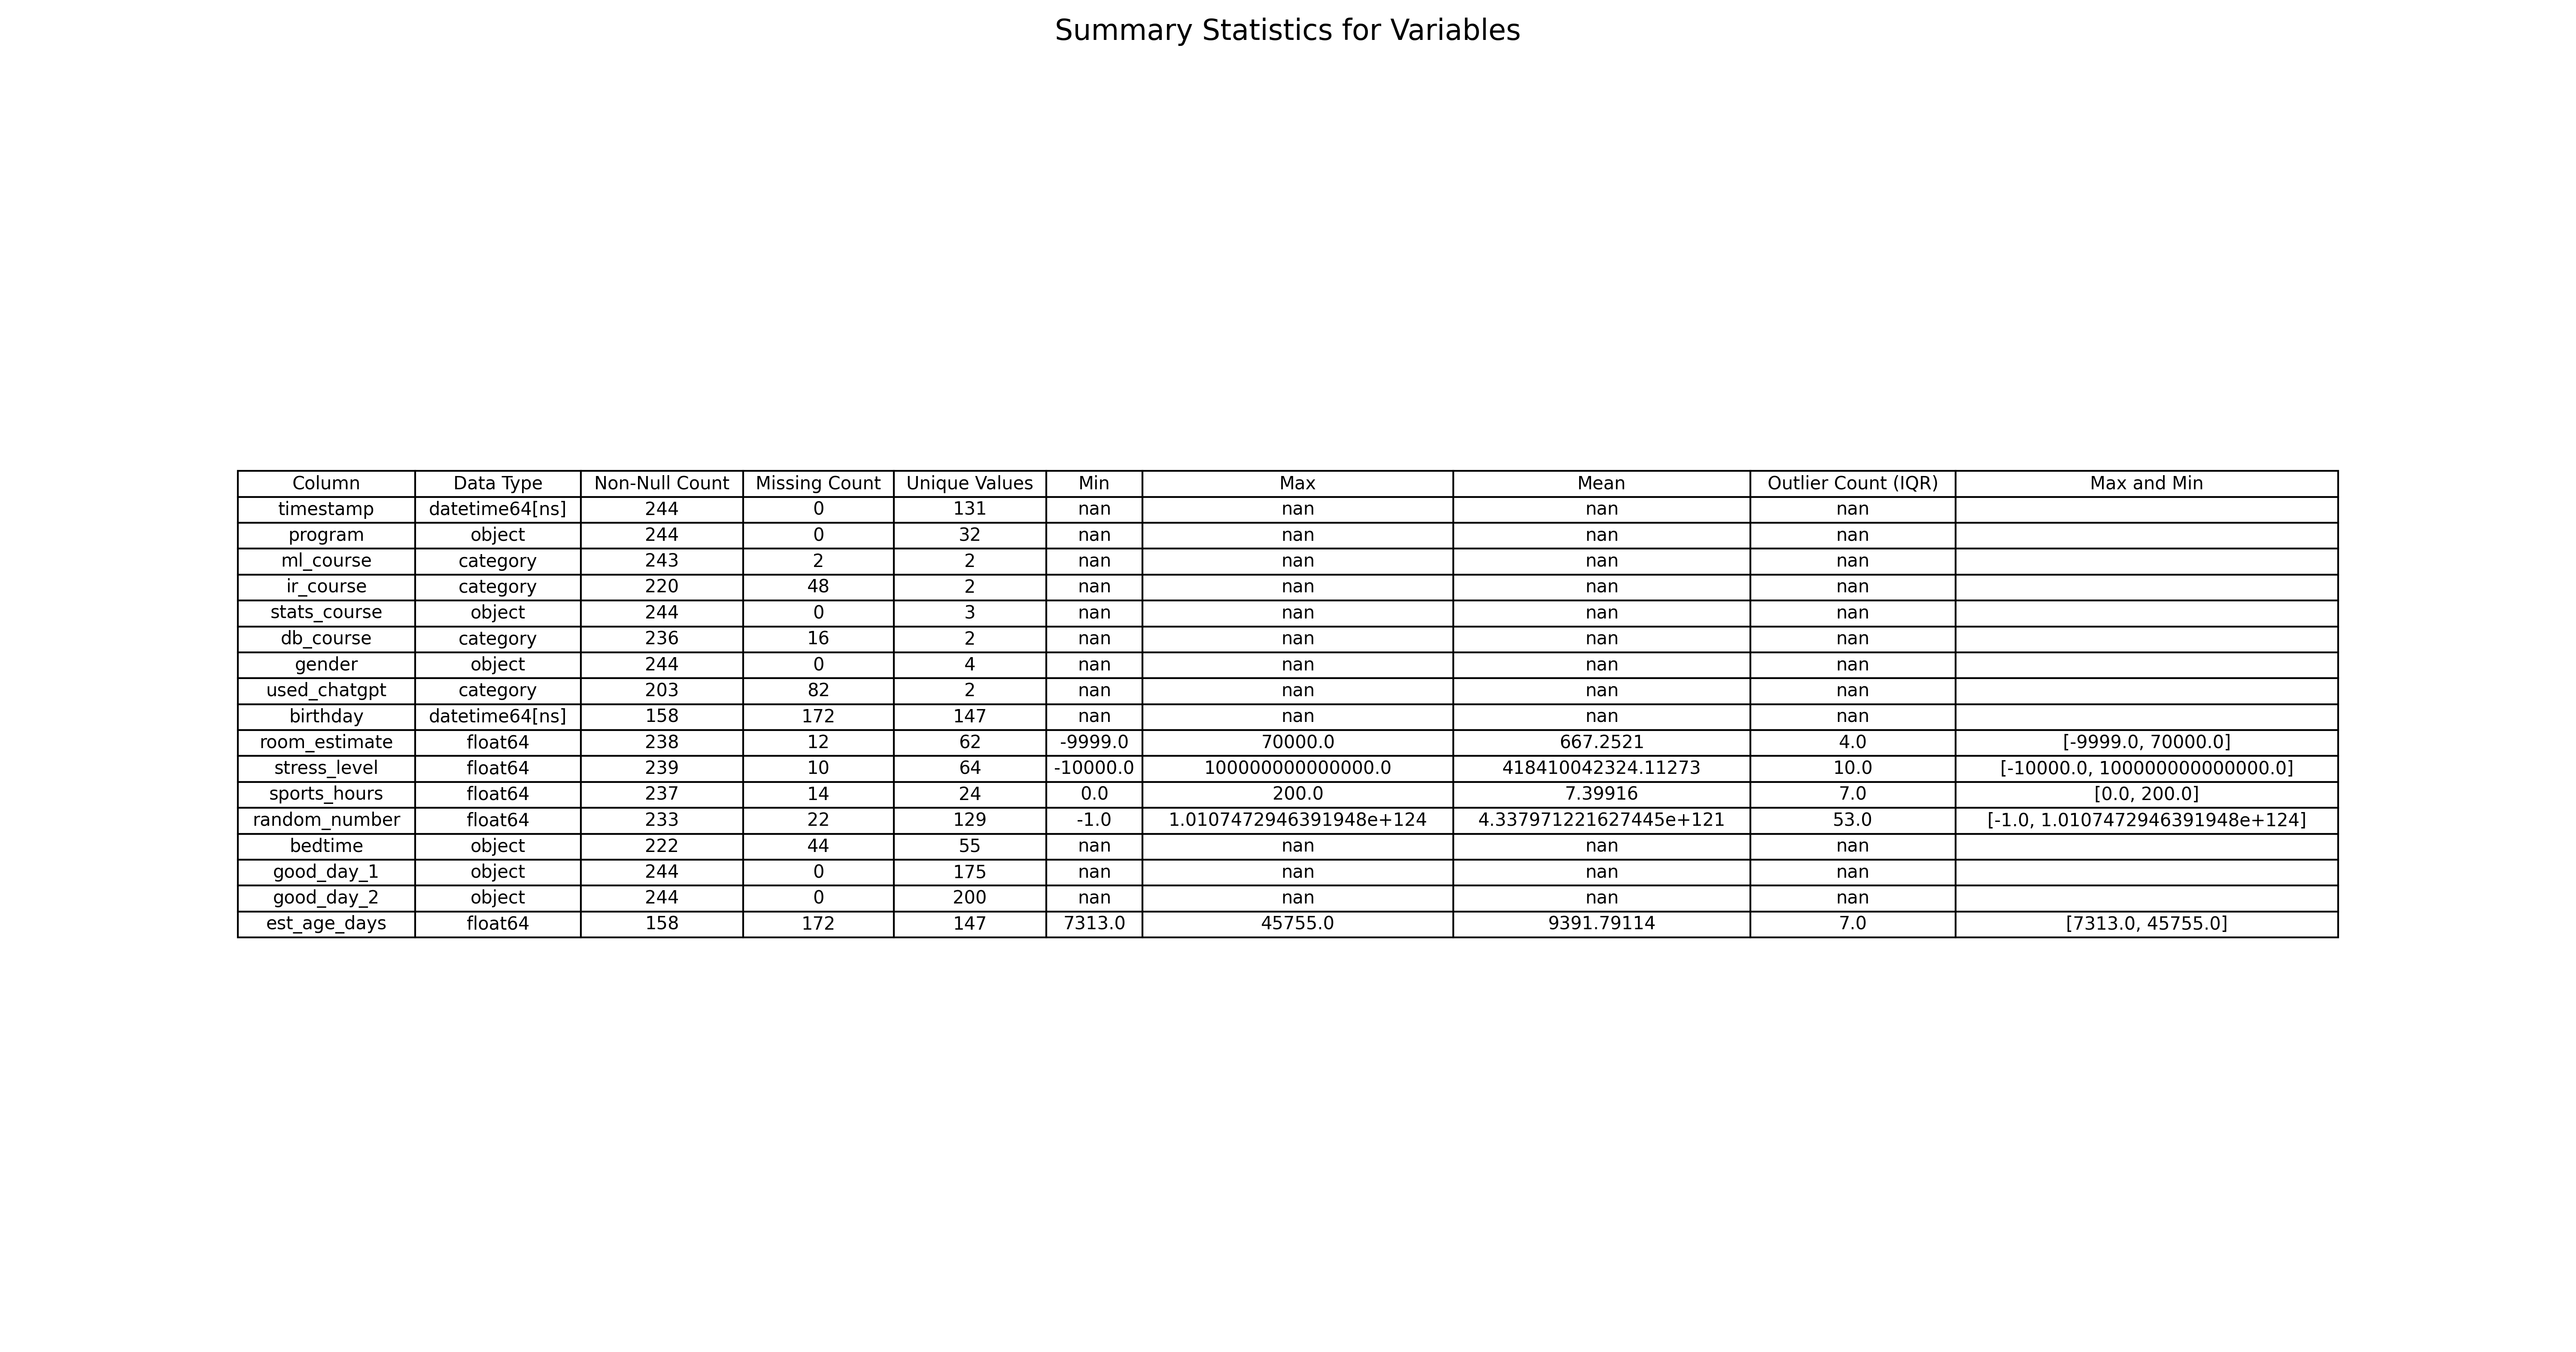 Summary Statistics for Variables
Column Data Type Non-Null Count Missing Count Unique Values Min Max Mean Outlier Count (IQR) Max and Min
timestamp datetime64[ns] 244 0 131 nan nan nan nan
program object 244 0 32 nan nan nan nan
ml_course category 243 2 2 nan nan nan nan
ir_course category 220 48 2 nan nan nan nan
stats_course object 244 0 3 nan nan nan nan
db_course category 236 16 2 nan nan nan nan
gender object 244 0 4 nan nan nan nan
used_chatgpt category 203 82 2 nan nan nan nan
birthday datetime64[ns] 158 172 147 nan nan nan nan
room_estimate float64 238 12 62 -9999.0 70000.0 667.2521 4.0 [-9999.0, 70000.0]
stress_level float64 239 10 64 -10000.0 100000000000000.0 418410042324.11273 10.0 [-10000.0, 100000000000000.0]
sports_hours float64 237 14 24 0.0 200.0 7.39916 7.0 [0.0, 200.0]
random_number float64 233 22 129 -1.0 1.0107472946391948e+124 4.337971221627445e+121 53.0 [-1.0, 1.0107472946391948e+124]
bedtime object 222 44 55 nan nan nan nan
good_day_1 object 244 0 175 nan nan nan nan
good_day_2 object 244 0 200 nan nan nan nan
est_age_days float64 158 172 147 7313.0 45755.0 9391.79114 7.0 [7313.0, 45755.0]